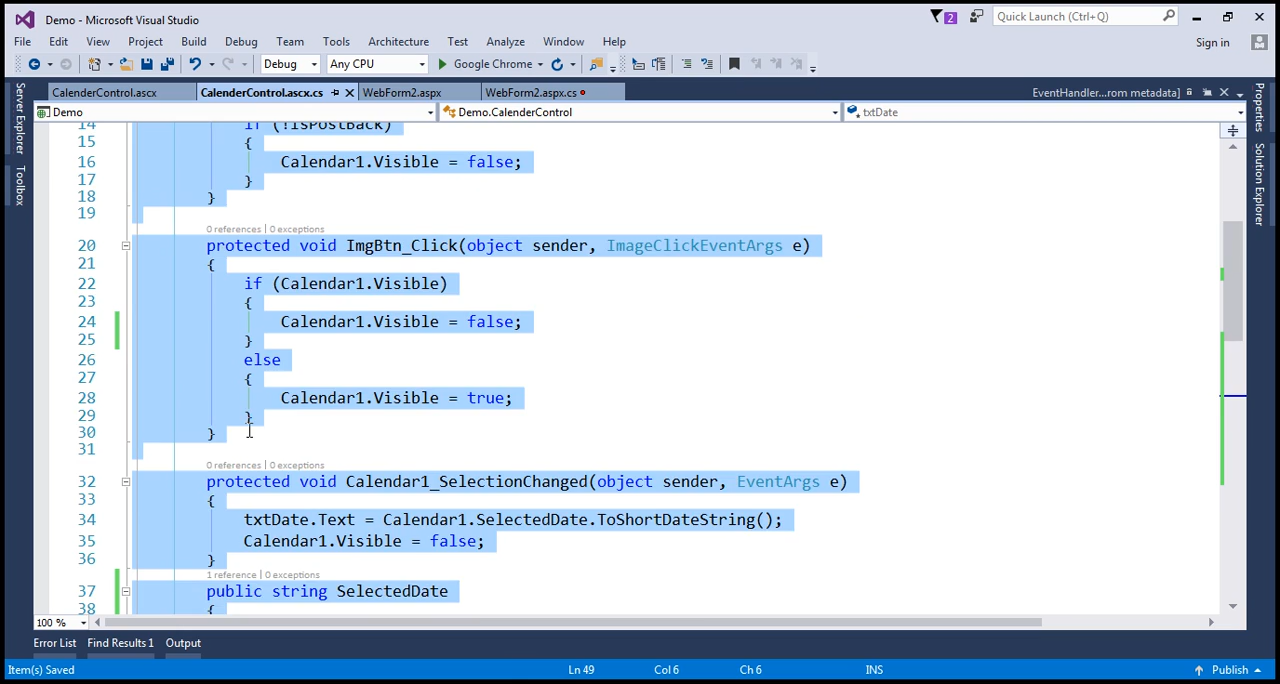 Demo - Microsoft Visual Studio
2
Quick Launch (Ctrl+Q)
File Edit View Project Build Debug Team Tools Architecture Test Analyze Window Help
Sign in
Debug Any CPU Google Chrome
CalenderControl.ascx CalenderControl.ascx.cs WebForm2.aspx WebForm2.aspx.cs EventHandler...rom metadata]
Demo Demo.CalenderControl txtDate
Server Explorer
Toolbox
Properties
Solution Explorer
14 if (!IsPostBack)
15 {
16 Calendar1.Visible = false;
17 }
18 }
19
0 references | 0 exceptions
20 protected void ImgBtn_Click(object sender, ImageClickEventArgs e)
21 {
22 if (Calendar1.Visible)
23 {
24 Calendar1.Visible = false;
25 }
26 else
27 {
28 Calendar1.Visible = true;
29 }
30 }
31
0 references | 0 exceptions
32 protected void Calendar1_SelectionChanged(object sender, EventArgs e)
33 {
34 txtDate.Text = Calendar1.SelectedDate.ToShortDateString();
35 Calendar1.Visible = false;
36 }
1 reference | 0 exceptions
37 public string SelectedDate
38 {
100 %
Error List Find Results 1 Output
Item(s) Saved Ln 49 Col 6 Ch 6 INS Publish